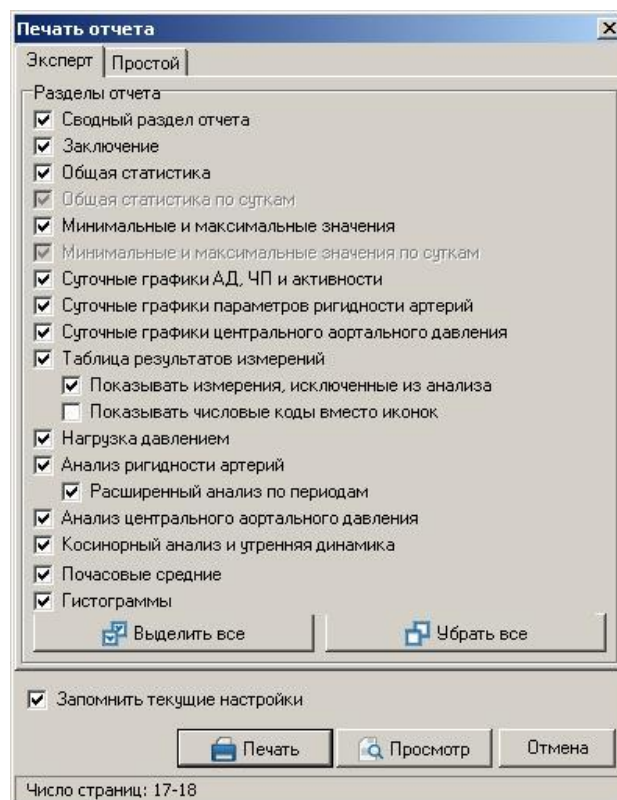 Печать отчета
Эксперт Простой
Разделы отчета
Сводный раздел отчета
Заключение
Общая статистика
Общая статистика по суткам
Минимальные и максимальные значения
Минимальные и максимальные значения по суткам
Суточные графики АД, ЧП и активности
Суточные графики параметров ригидности артерий
Суточные графики центрального аортального давления
Таблица результатов измерений
Показывать измерения, исключенные из анализа
Показывать числовые коды вместо иконок
Нагрузка давлением
Анализ ригидности артерий
Расширенный анализ по периодам
Анализ центрального аортального давления
Косинорный анализ и утренняя динамика
Почасовые средние
Гистограммы
Выделить все Убрать все
Запомнить текущие настройки
Печать Просмотр Отмена
Число страниц: 17-18